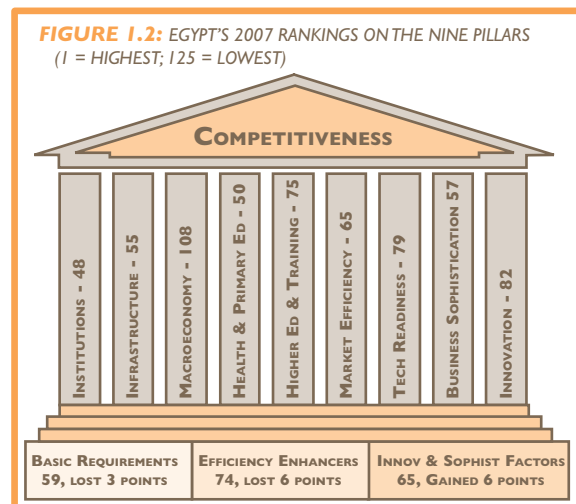 FIGURE 1.2: EGYPT'S 2007 RANKINGS ON THE NINE PILLARS
(1 = HIGHEST; 125 = LOWEST)
COMPETITIVENESS
INSTITUTIONS - 48
INFRASTRUCTURE - 55
MACROECONOMY - 108
HEALTH & PRIMARY ED - 50
HIGHER ED & TRAINING - 75
MARKET EFFICIENCY - 65
TECH READINESS - 79
BUSINESS SOPHISTICATION 57
INNOVATION - 82
BASIC REQUIREMENTS
59, LOST 3 POINTS
EFFICIENCY ENHANCERS
74, LOST 6 POINTS
INNOV & SOPHIST FACTORS
65, GAINED 6 POINTS